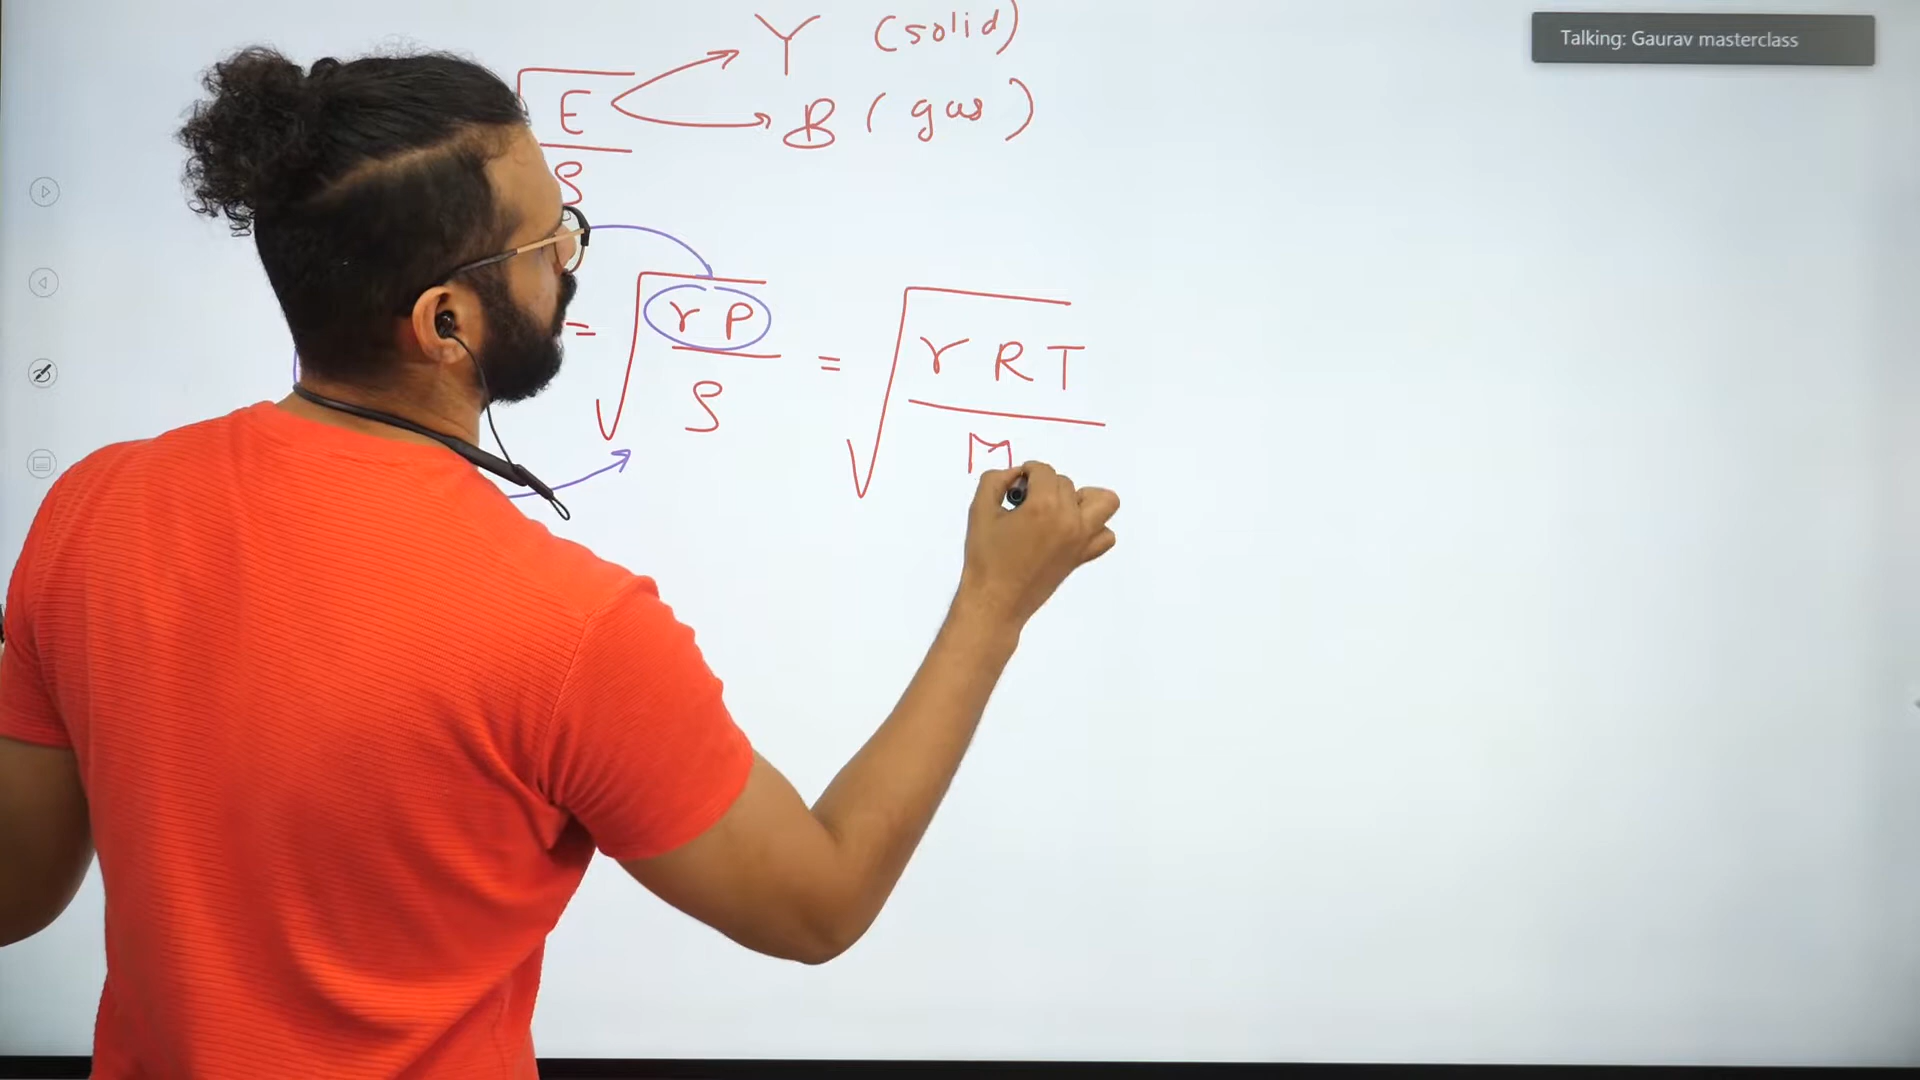 Talking: Gaurav masterclass
Y (solid)
√E/ρ
B (gas)
= √γP/ρ = √γRT/M